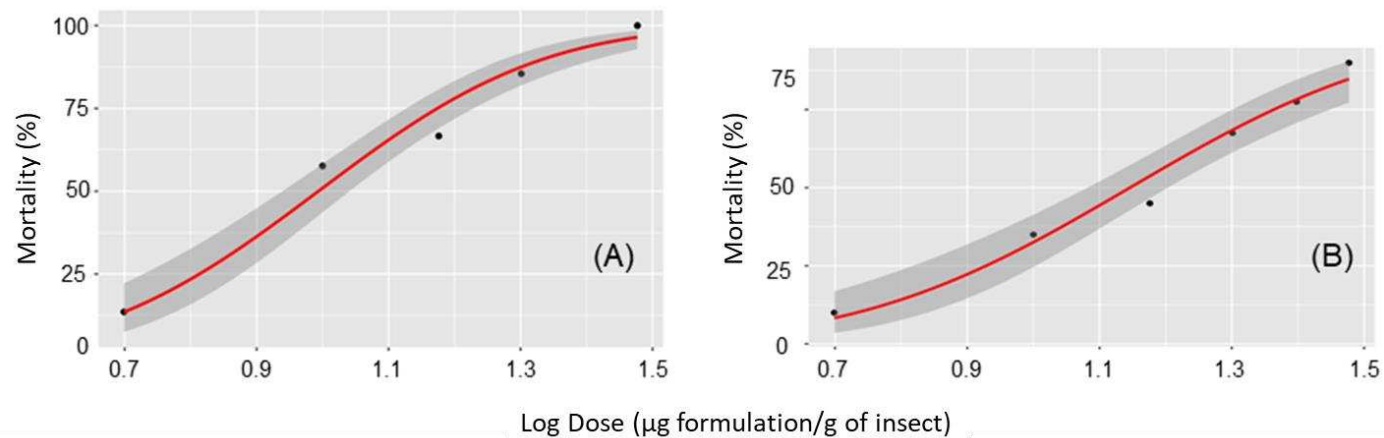 100
75
50
25
0
Mortality (%)
(A)
0.7 0.9 1.1 1.3 1.5
75
50
25
0
Mortality (%)
(B)
0.7 0.9 1.1 1.3 1.5
Log Dose (µg formulation/g of insect)